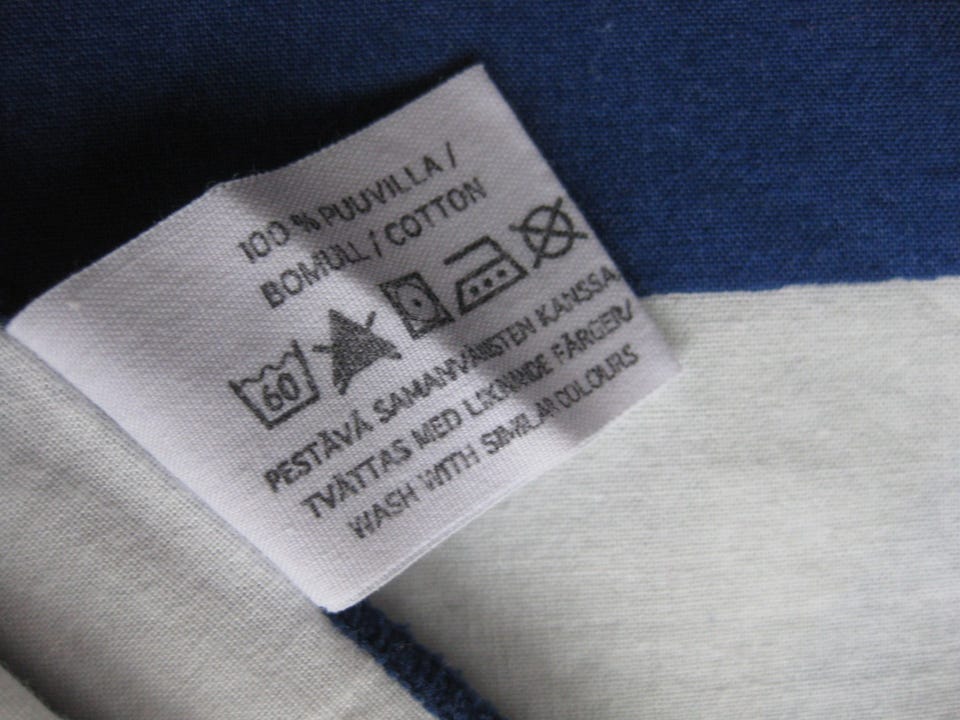 100 % PUUVILLA /
BOMULL / COTTON
60
PESTÄVÄ SAMANVÄRISTEN KANSSA/
TVÄTTAS MED LIKNANDE FÄRGER/
WASH WITH SIMILAR COLOURS